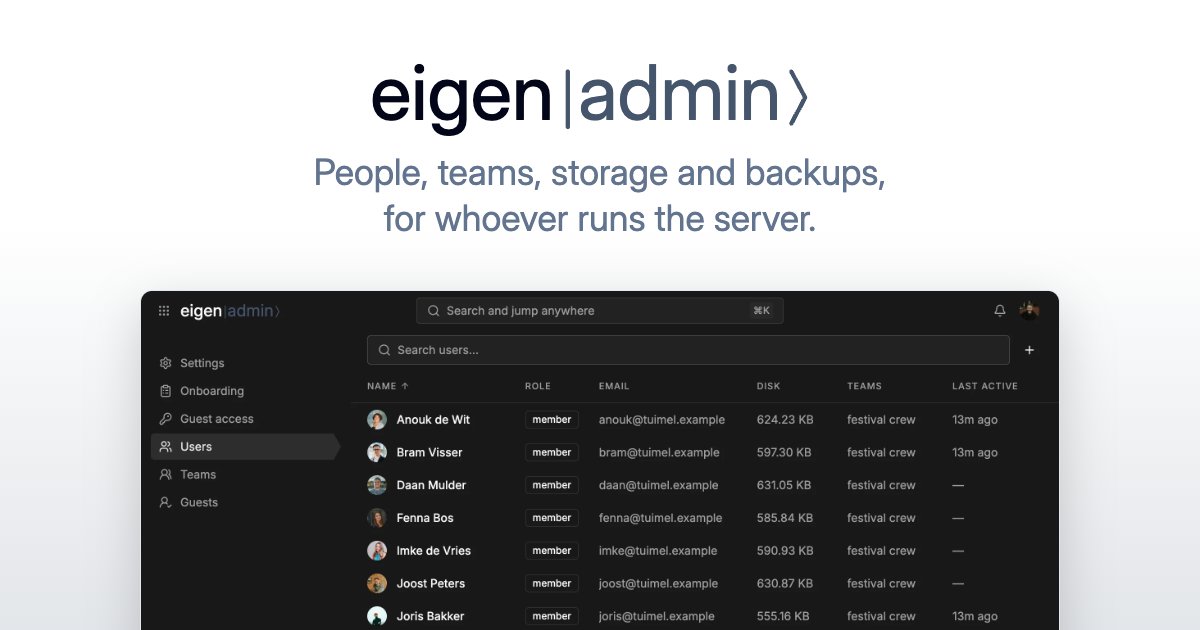 eigen|admin⟩
People, teams, storage and backups,
for whoever runs the server.
eigen|admin⟩
Search and jump anywhere ⌘K
Search users...
+
Settings
Onboarding
Guest access
Users
Teams
Guests
NAME ↑ ROLE EMAIL DISK TEAMS LAST ACTIVE
Anouk de Wit member anouk@tuimel.example 624.23 KB festival crew 13m ago
Bram Visser member bram@tuimel.example 597.30 KB festival crew 13m ago
Daan Mulder member daan@tuimel.example 631.05 KB festival crew —
Fenna Bos member fenna@tuimel.example 585.84 KB festival crew —
Imke de Vries member imke@tuimel.example 590.93 KB festival crew —
Joost Peters member joost@tuimel.example 630.87 KB festival crew —
Joris Bakker member joris@tuimel.example 555.16 KB festival crew 13m ago